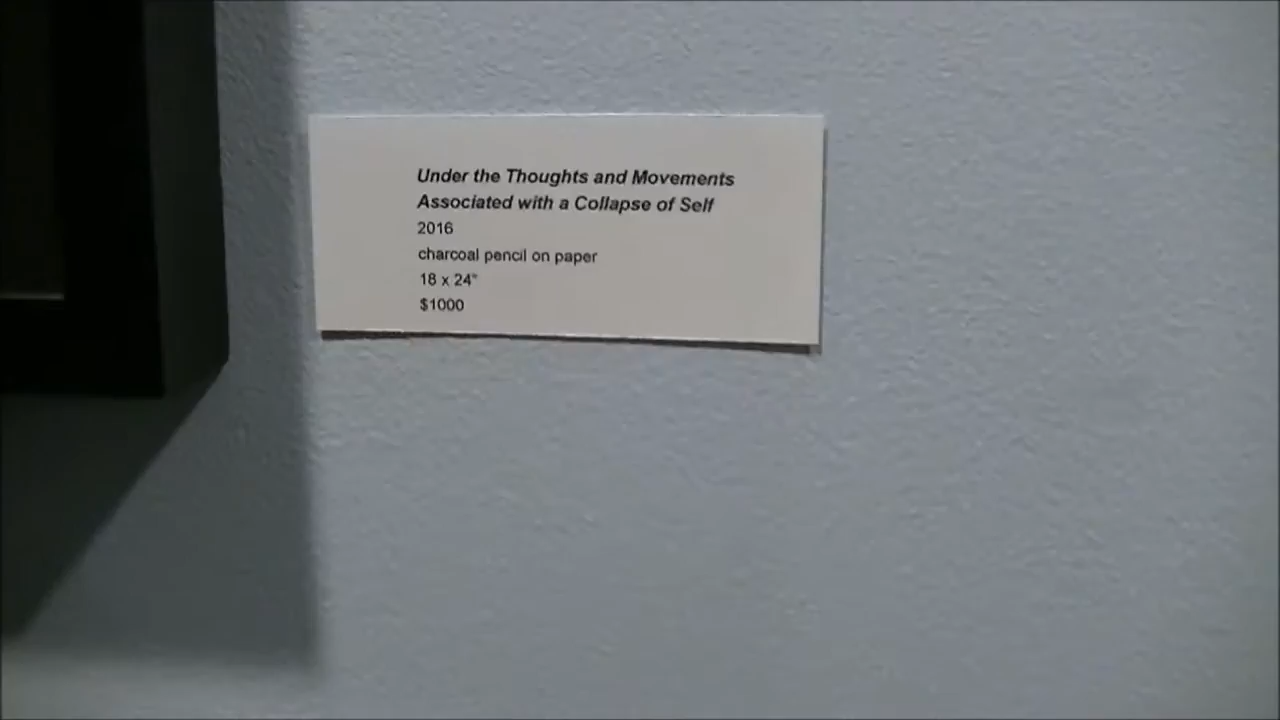 Under the Thoughts and Movements
Associated with a Collapse of Self
2016
charcoal pencil on paper
18 x 24"
$1000